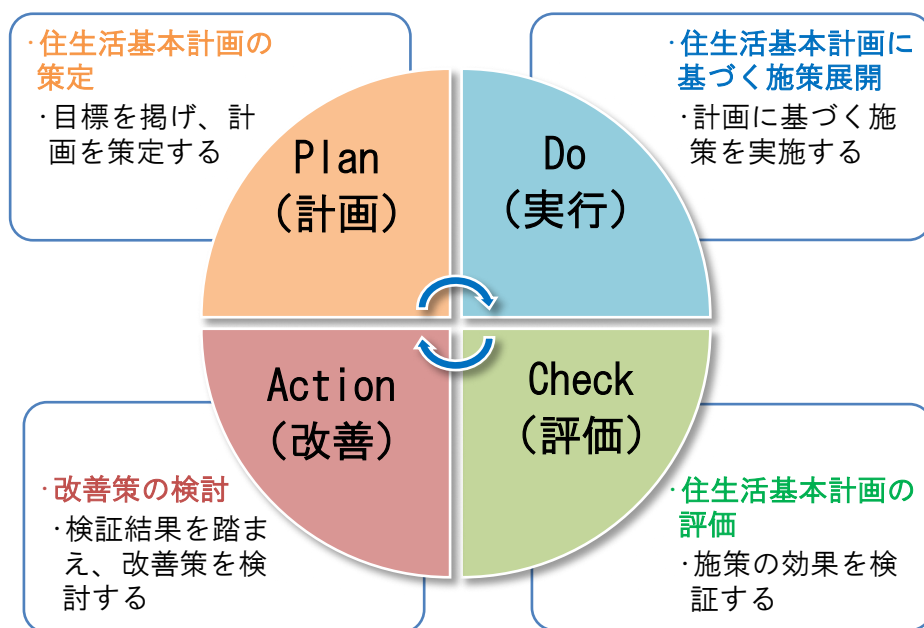 ・住生活基本計画の
策定
・目標を掲げ、計
画を策定する
Plan
（計画）
・住生活基本計画に
基づく施策展開
・計画に基づく施
策を実施する
Do
（実行）
Action
（改善）
・改善策の検討
・検証結果を踏ま
え、改善策を検
討する
Check
（評価）
・住生活基本計画の
評価
・施策の効果を検
証する